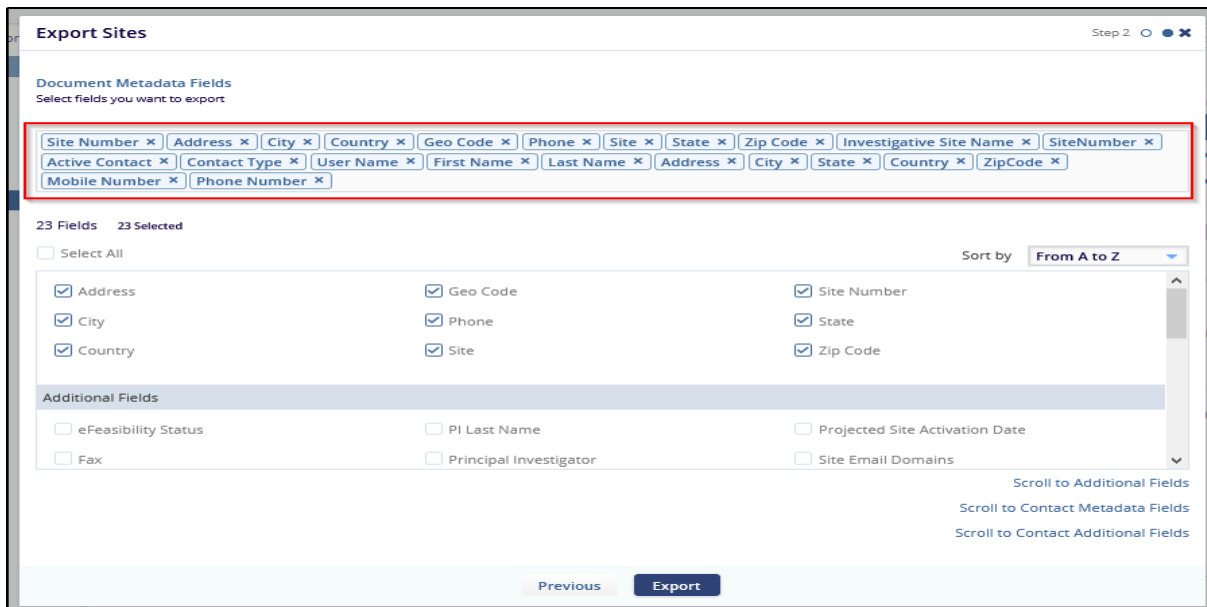 Export Sites
Step 2
Document Metadata Fields
Select fields you want to export
Site Number × Address × City × Country × Geo Code × Phone × Site × State × Zip Code × Investigative Site Name × SiteNumber ×
Active Contact × Contact Type × User Name × First Name × Last Name × Address × City × State × Country × ZipCode ×
Mobile Number × Phone Number ×
23 Fields 23 Selected
Select All
Sort by From A to Z
Address Geo Code Site Number
City Phone State
Country Site Zip Code
Additional Fields
eFeasibility Status PI Last Name Projected Site Activation Date
Fax Principal Investigator Site Email Domains
Scroll to Additional Fields
Scroll to Contact Metadata Fields
Scroll to Contact Additional Fields
Previous Export